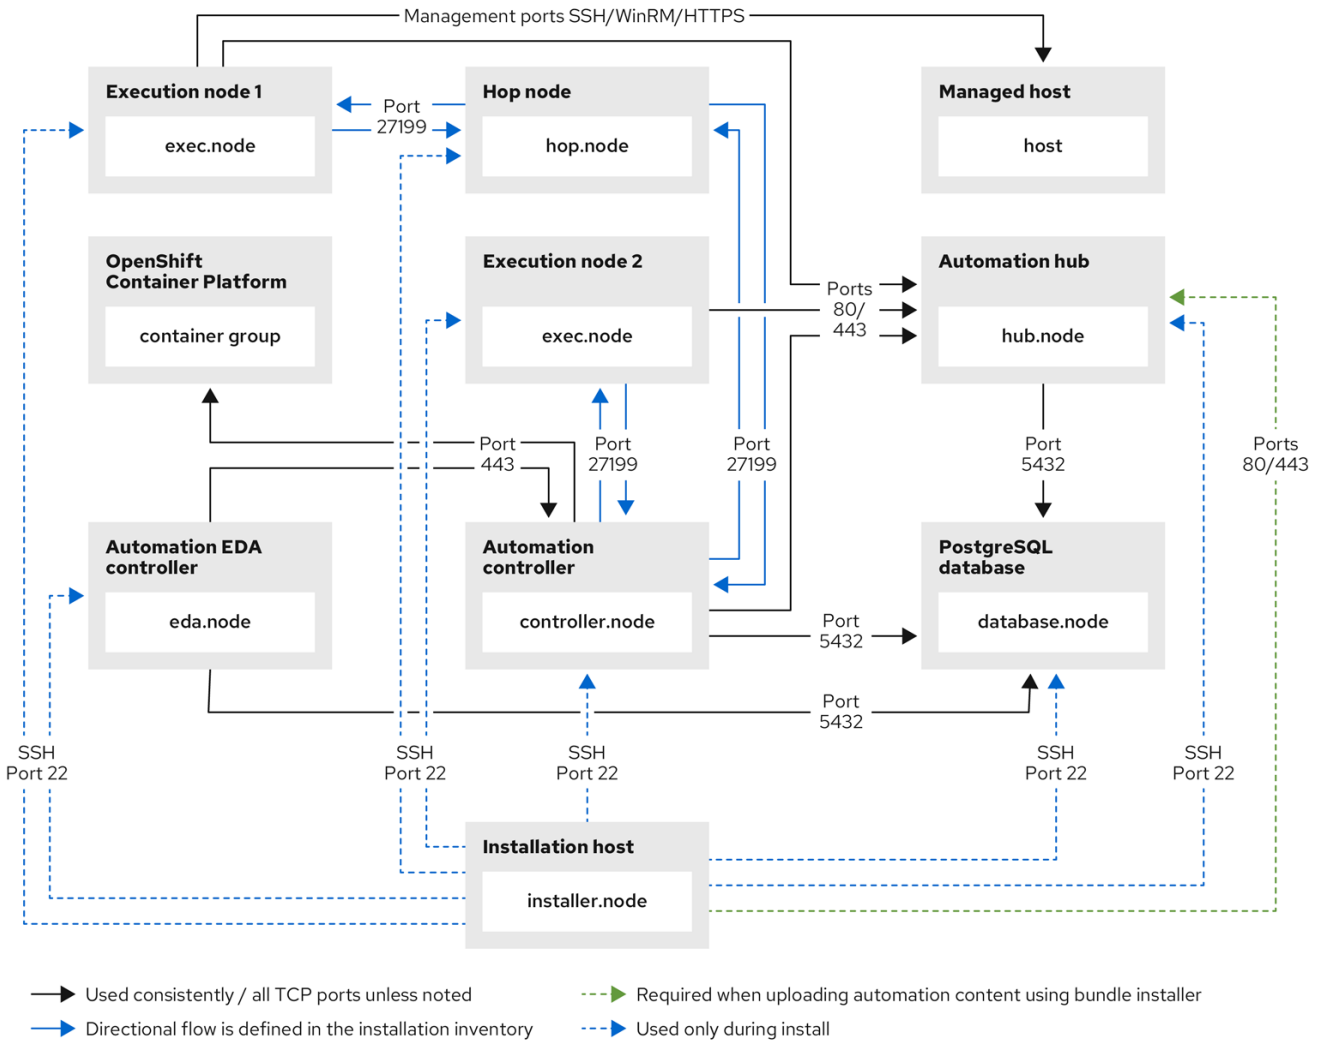 Management ports SSH/WinRM/HTTPS
Execution node 1
exec.node
Port
27199
Hop node
hop.node
Managed host
host
OpenShift
Container Platform
container group
Execution node 2
exec.node
Ports
80/
443
Automation hub
hub.node
Port
443
Port
27199
Port
27199
Port
5432
Ports
80/443
Automation EDA
controller
eda.node
Automation
controller
controller.node
Port
5432
PostgreSQL
database
database.node
Port
5432
SSH
Port 22
SSH
Port 22
SSH
Port 22
SSH
Port 22
SSH
Port 22
Installation host
installer.node
Used consistently / all TCP ports unless noted
Directional flow is defined in the installation inventory
Required when uploading automation content using bundle installer
Used only during install